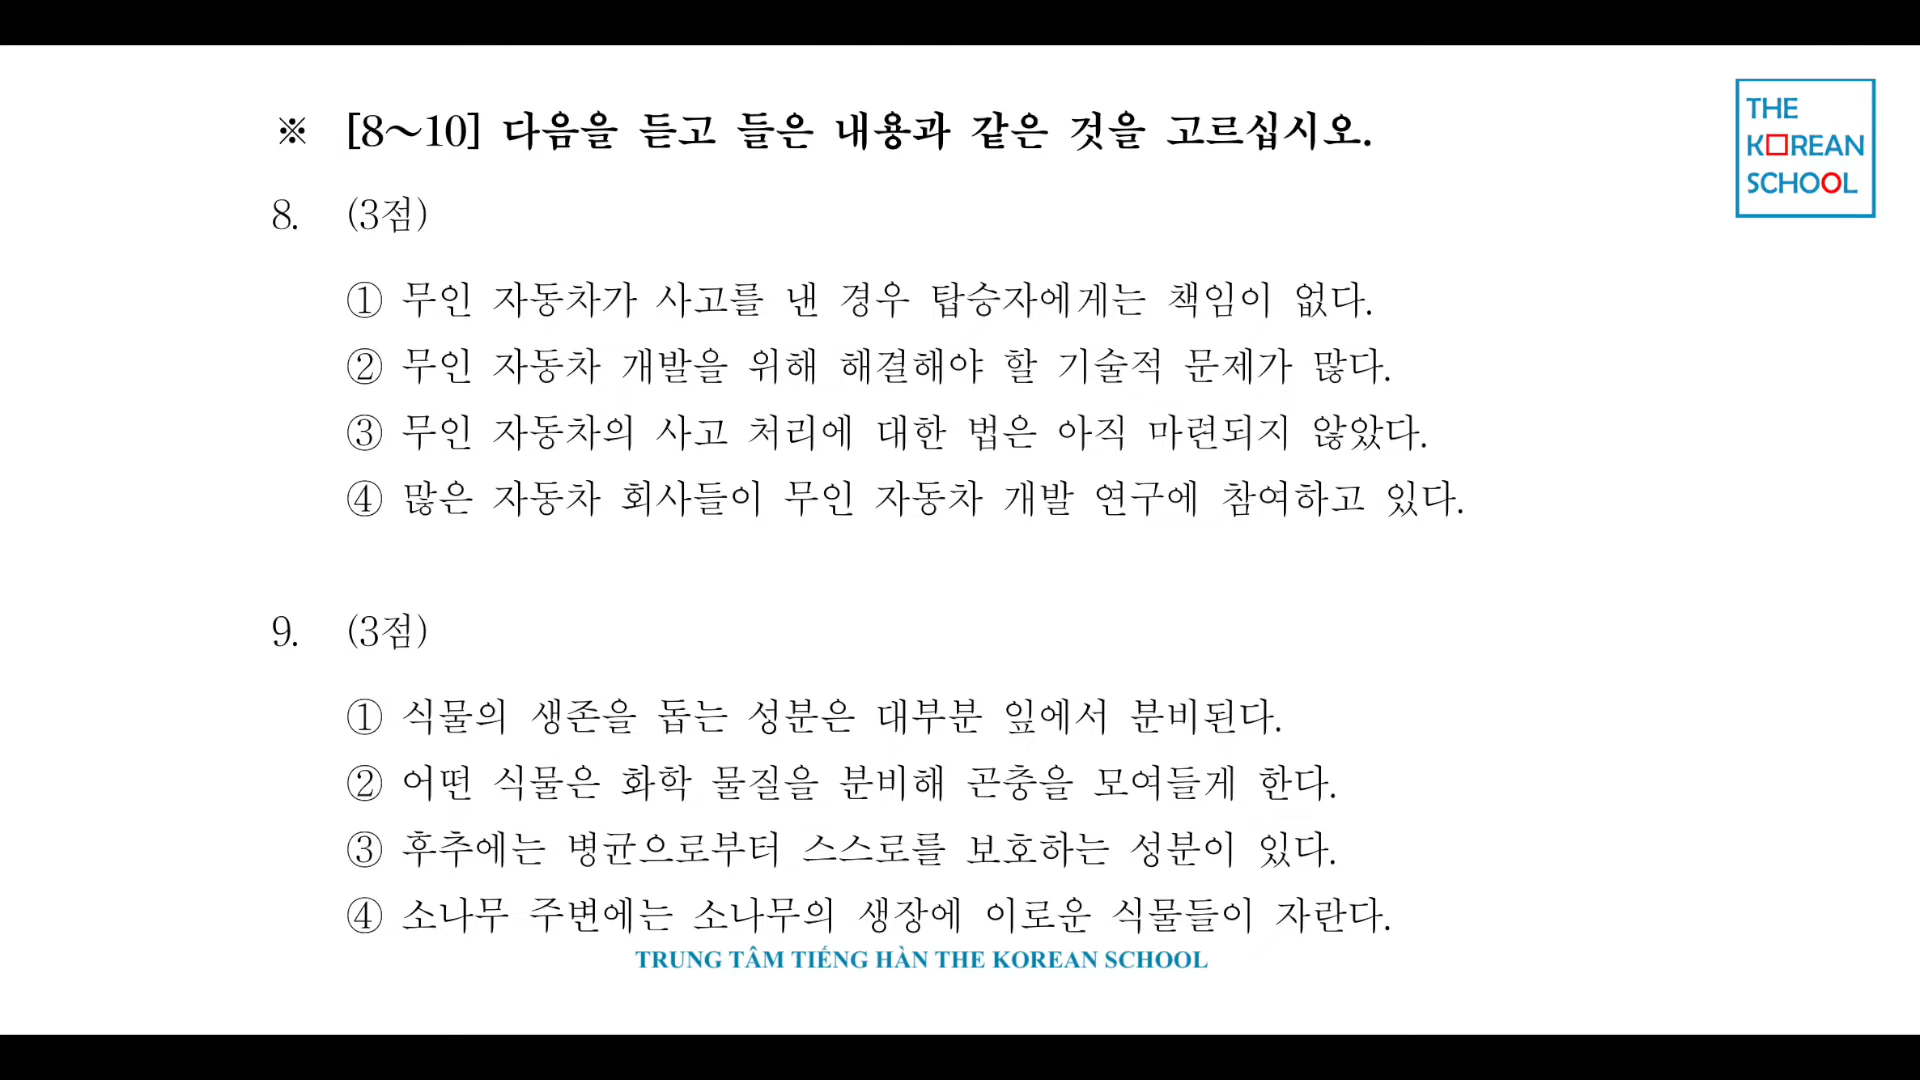 ※ [8～10] 다음을 듣고 들은 내용과 같은 것을 고르십시오.
THE
KOREAN
SCHOOL
8. (3점)
① 무인 자동차가 사고를 낸 경우 탑승자에게는 책임이 없다.
② 무인 자동차 개발을 위해 해결해야 할 기술적 문제가 많다.
③ 무인 자동차의 사고 처리에 대한 법은 아직 마련되지 않았다.
④ 많은 자동차 회사들이 무인 자동차 개발 연구에 참여하고 있다.
9. (3점)
① 식물의 생존을 돕는 성분은 대부분 잎에서 분비된다.
② 어떤 식물은 화학 물질을 분비해 곤충을 모여들게 한다.
③ 후추에는 병균으로부터 스스로를 보호하는 성분이 있다.
④ 소나무 주변에는 소나무의 생장에 이로운 식물들이 자란다.
TRUNG TÂM TIẾNG HÀN THE KOREAN SCHOOL